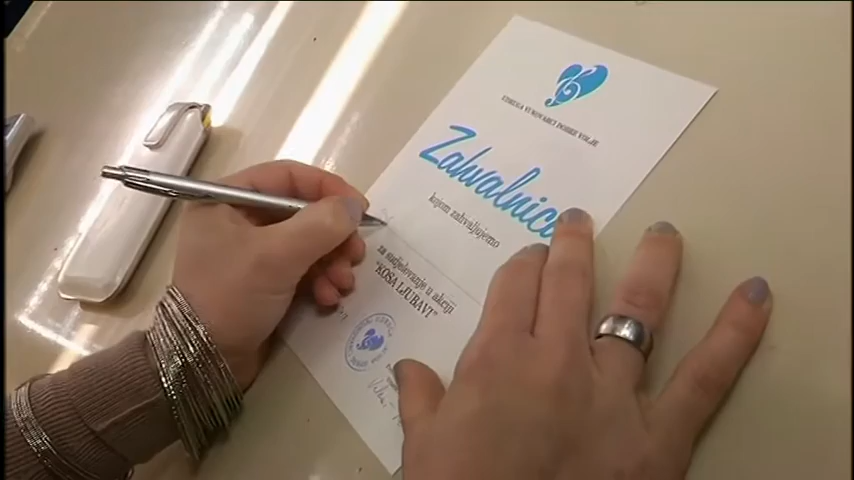 UDRUGA VUKOVARCI DOBRE VOLJE
Zahvalnica
kojom zahvaljujemo
za sudjelovanje u akciji
"KOSA LJUBAVI"